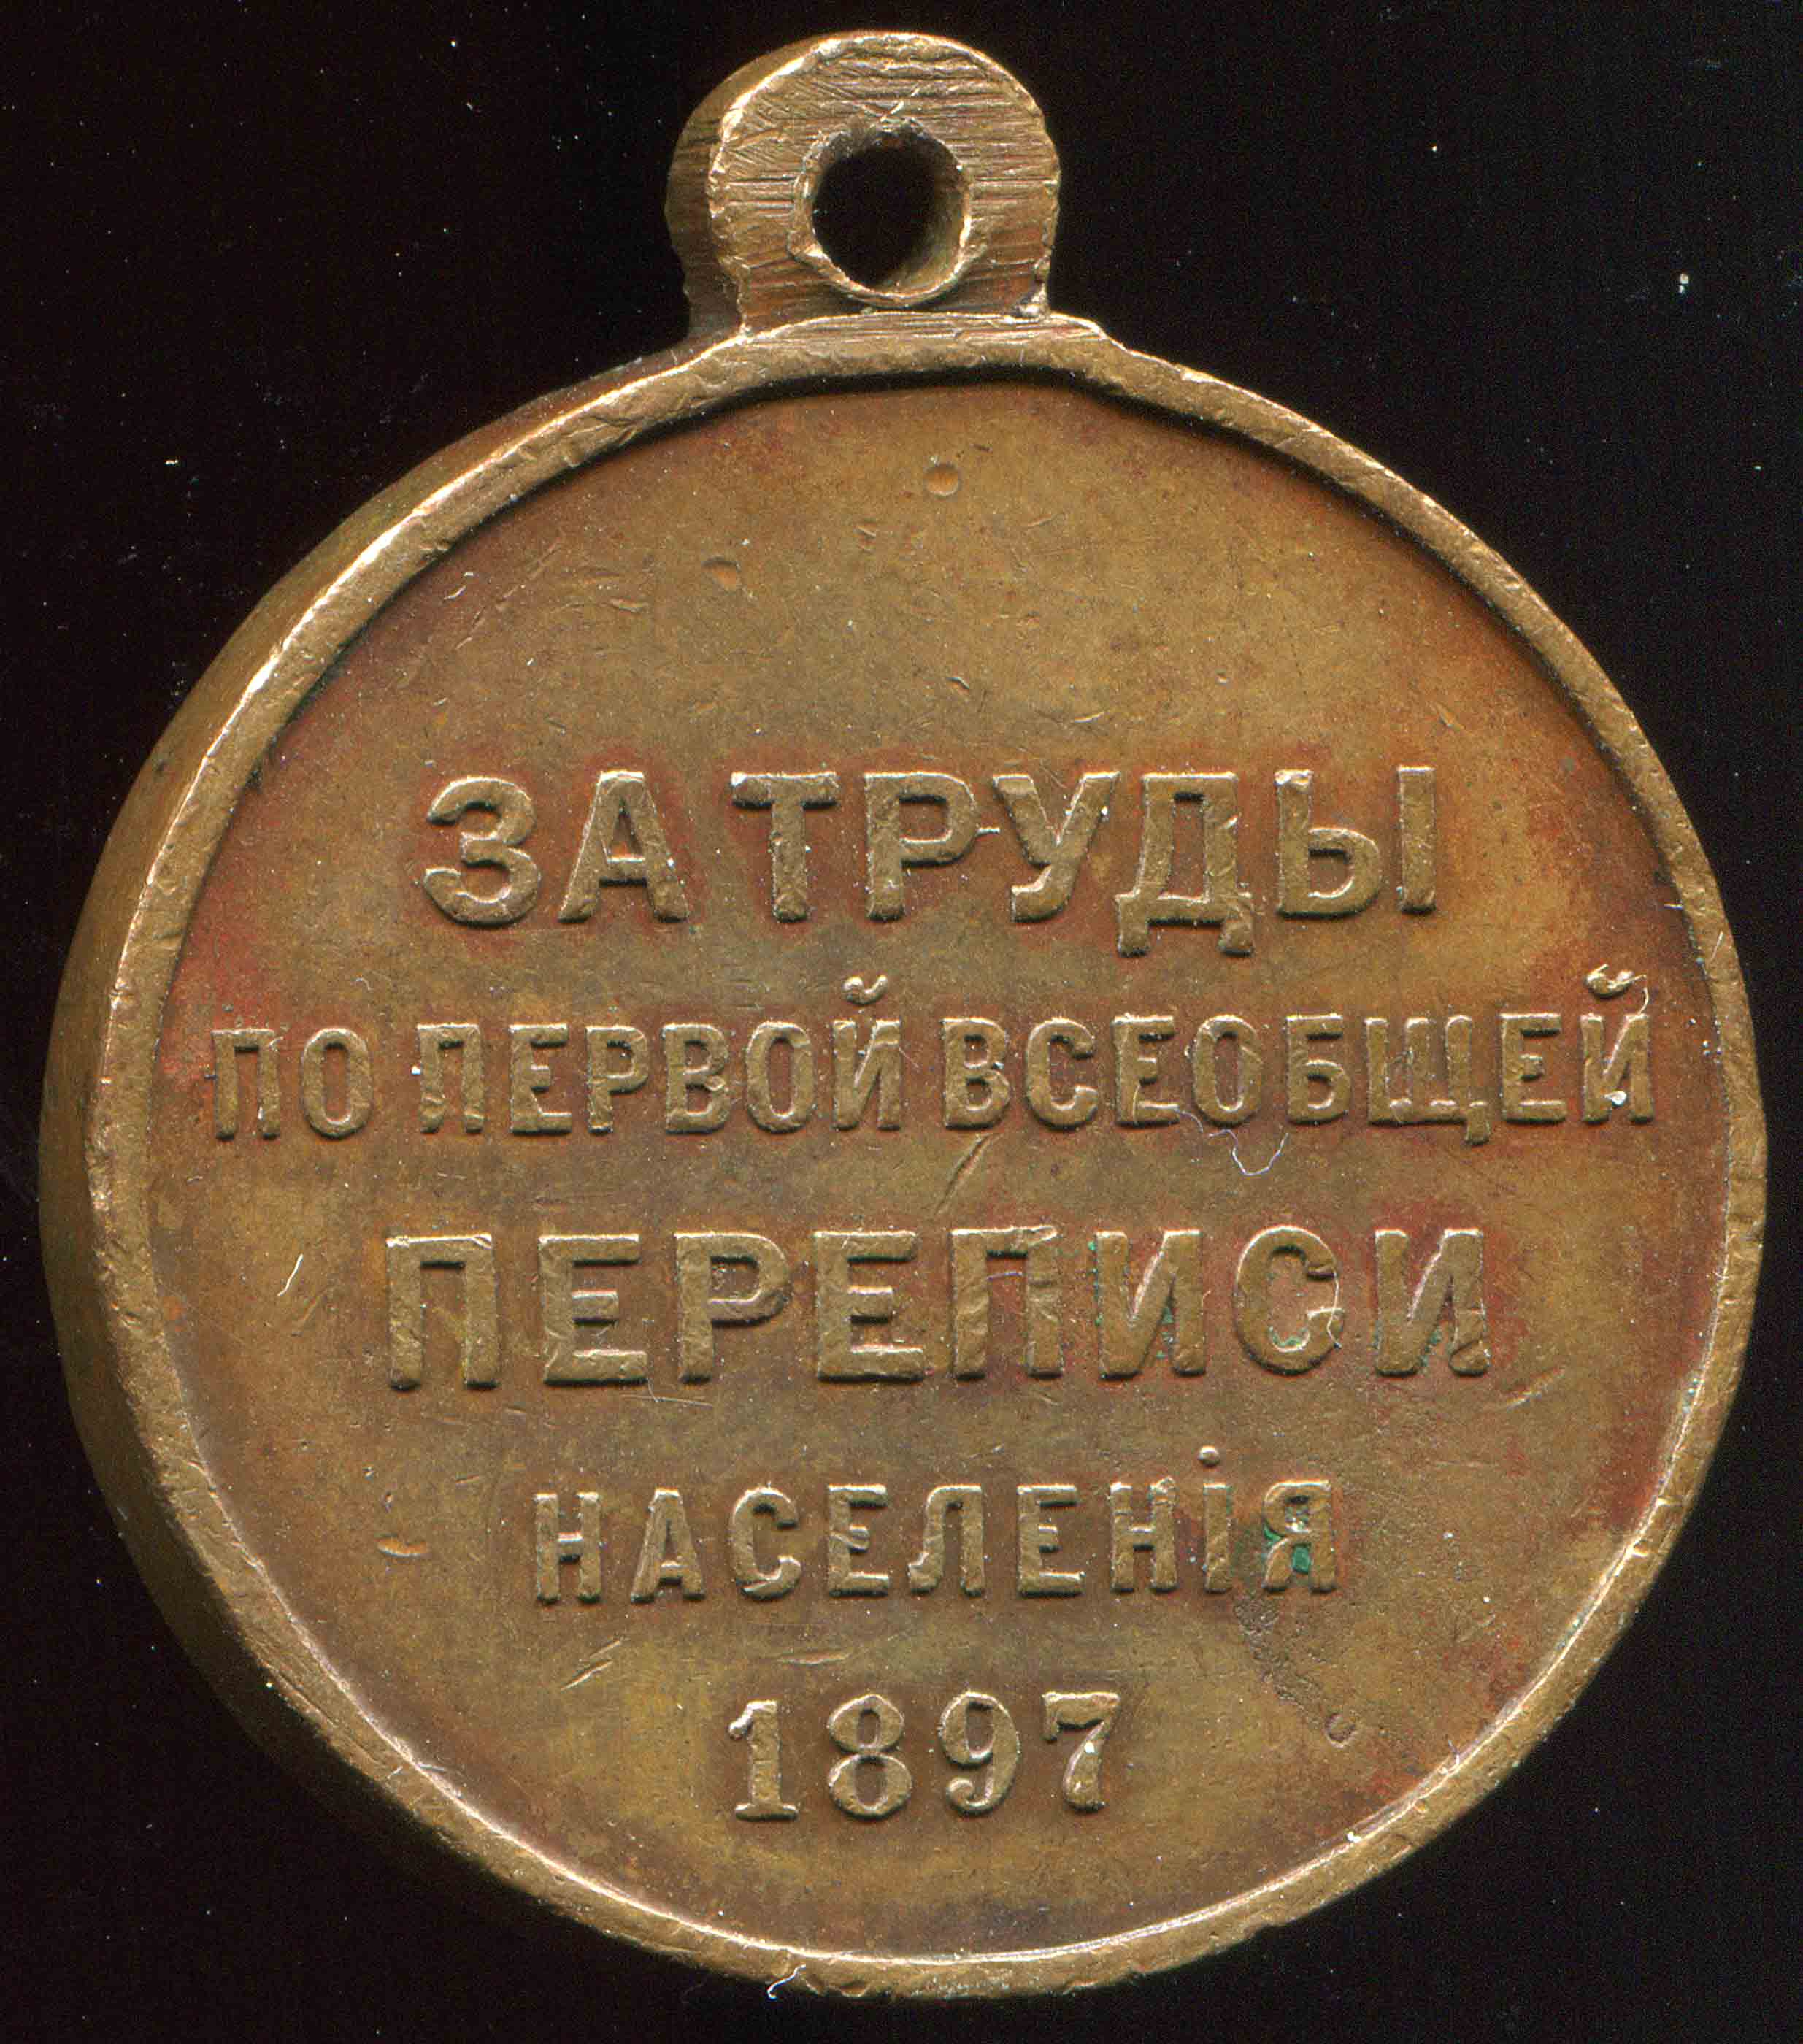 ЗА ТРУДЫ
ПО ПЕРВОЙ ВСЕОБЩЕЙ
ПЕРЕПИСИ
НАСЕЛЕНІЯ
1897